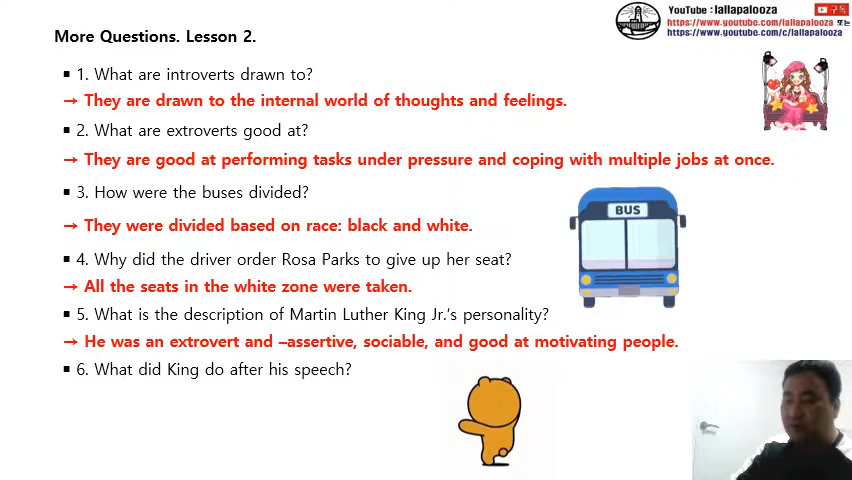 YouTube : lallapalooza
구독
https://www.youtube.com/lallapalooza 또는
https://www.youtube.com/c/lallapalooza
More Questions. Lesson 2.
1. What are introverts drawn to?
→ They are drawn to the internal world of thoughts and feelings.
2. What are extroverts good at?
→ They are good at performing tasks under pressure and coping with multiple jobs at once.
3. How were the buses divided?
→ They were divided based on race: black and white.
BUS
4. Why did the driver order Rosa Parks to give up her seat?
→ All the seats in the white zone were taken.
5. What is the description of Martin Luther King Jr.'s personality?
→ He was an extrovert and –assertive, sociable, and good at motivating people.
6. What did King do after his speech?